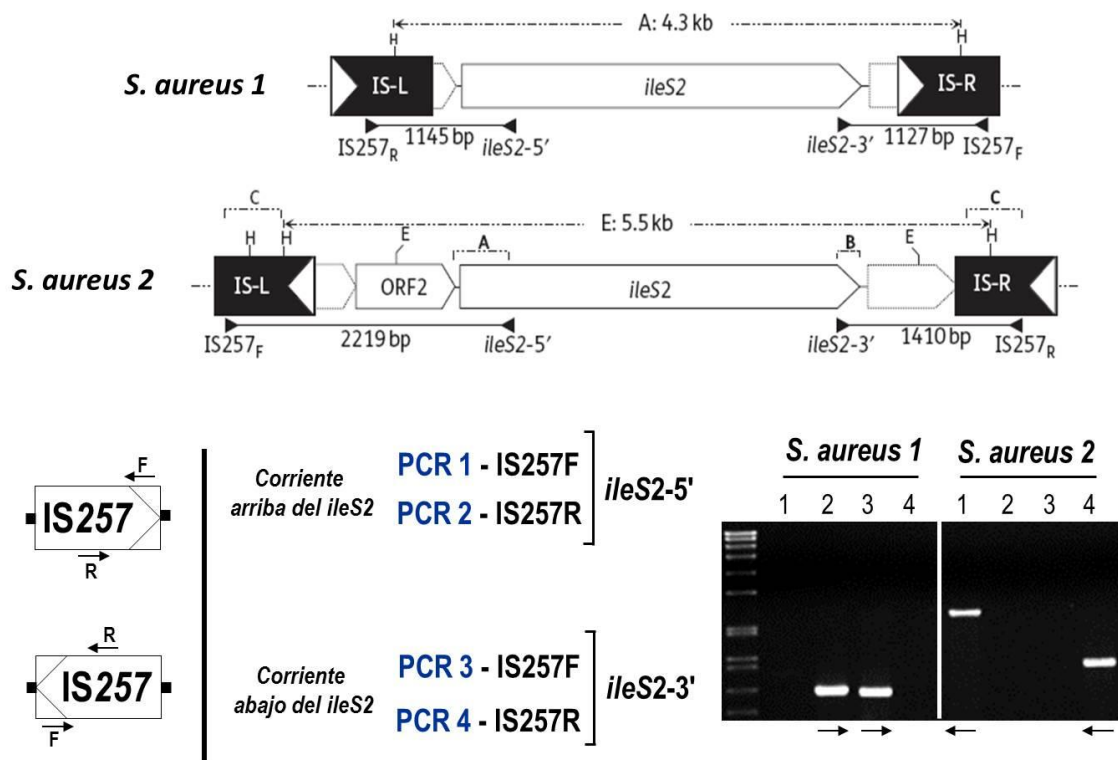 A: 4.3 kb
H
H
S. aureus 1
IS-L
ileS2
IS-R
1145 bp
1127 bp
IS257R
ileS2-5'
ileS2-3'
IS257F
C
C
E: 5.5 kb
H
H
E
A
B
E
H
S. aureus 2
IS-L
ORF2
ileS2
IS-R
2219 bp
1410 bp
IS257F
ileS2-5'
ileS2-3'
IS257R
F
IS257
R
R
IS257
F
Corriente
arriba del ileS2
PCR 1 - IS257F
PCR 2 - IS257R
ileS2-5'
Corriente
abajo del ileS2
PCR 3 - IS257F
PCR 4 - IS257R
ileS2-3'
S. aureus 1
S. aureus 2
1 2 3 4
1 2 3 4